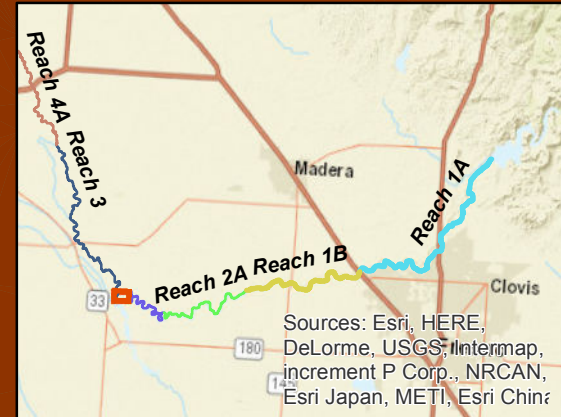 Reach 4A
Reach 3
Madera
Reach 1A
Reach 2A
Reach 1B
33
Clovis
180
Sources: Esri, HERE,
DeLorme, USGS, Intermap,
increment P Corp., NRCAN,
Esri Japan, METI, Esri China